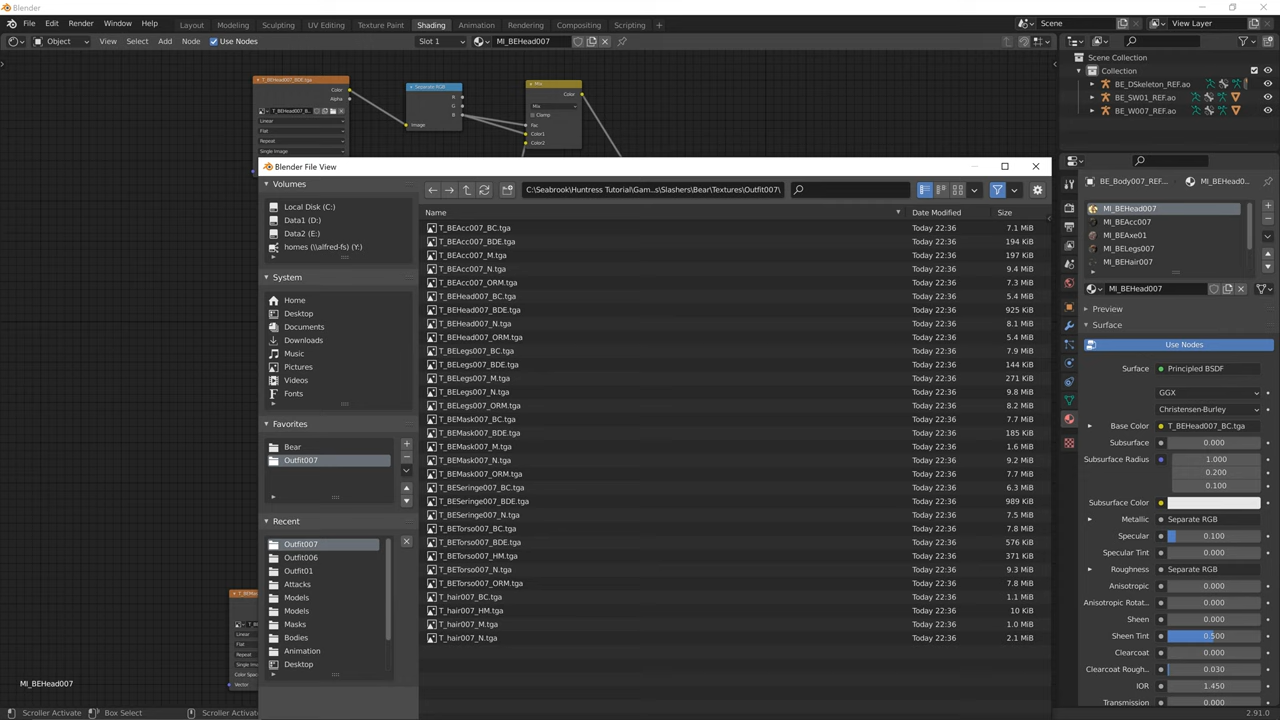 Blender
File Edit Render Window Help Layout Modeling Sculpting UV Editing Texture Paint Shading Animation Rendering Compositing Scripting + Scene View Layer
Object View Select Add Node Use Nodes Slot 1 MI_BEHead007
Scene Collection
Collection
BE_DSkeleton_REF.ao
BE_SW01_REF.ao
BE_W007_REF.ao
T_BEHead007_BDE.tga
Color
Alpha
T_BEHead007_B...
Linear
Flat
Repeat
Single Image
Separate RGB
R
G
B
Image
Mix
Color
Mix
Clamp
Fac
Color1
Color2
Blender File View
Volumes
Local Disk (C:)
Data1 (D:)
Data2 (E:)
homes (\\alfred-fs) (Y:)
System
Home
Desktop
Documents
Downloads
Music
Pictures
Videos
Fonts
Favorites
Bear
Outfit007
Recent
Outfit007
Outfit006
Outfit01
Attacks
Models
Models
Masks
Bodies
Animation
Desktop
C:\Seabrook\Huntress Tutorial\Gam...s\Slashers\Bear\Textures\Outfit007\
Name Date Modified Size
T_BEAcc007_BC.tga Today 22:36 7.1 MiB
T_BEAcc007_BDE.tga Today 22:36 194 KiB
T_BEAcc007_M.tga Today 22:36 197 KiB
T_BEAcc007_N.tga Today 22:36 9.4 MiB
T_BEAcc007_ORM.tga Today 22:36 7.3 MiB
T_BEHead007_BC.tga Today 22:36 5.4 MiB
T_BEHead007_BDE.tga Today 22:36 925 KiB
T_BEHead007_N.tga Today 22:36 8.1 MiB
T_BEHead007_ORM.tga Today 22:36 5.4 MiB
T_BELegs007_BC.tga Today 22:36 7.9 MiB
T_BELegs007_BDE.tga Today 22:36 144 KiB
T_BELegs007_M.tga Today 22:36 271 KiB
T_BELegs007_N.tga Today 22:36 9.8 MiB
T_BELegs007_ORM.tga Today 22:36 8.2 MiB
T_BEMask007_BC.tga Today 22:36 7.7 MiB
T_BEMask007_BDE.tga Today 22:36 185 KiB
T_BEMask007_M.tga Today 22:36 1.6 MiB
T_BEMask007_N.tga Today 22:36 9.2 MiB
T_BEMask007_ORM.tga Today 22:36 7.7 MiB
T_BESeringe007_BC.tga Today 22:36 6.3 MiB
T_BESeringe007_BDE.tga Today 22:36 989 KiB
T_BESeringe007_N.tga Today 22:36 7.5 MiB
T_BETorso007_BC.tga Today 22:36 7.8 MiB
T_BETorso007_BDE.tga Today 22:36 576 KiB
T_BETorso007_HM.tga Today 22:36 371 KiB
T_BETorso007_N.tga Today 22:36 9.3 MiB
T_BETorso007_ORM.tga Today 22:36 7.8 MiB
T_hair007_BC.tga Today 22:36 1.1 MiB
T_hair007_HM.tga Today 22:36 10 KiB
T_hair007_M.tga Today 22:36 1.0 MiB
T_hair007_N.tga Today 22:36 2.1 MiB
BE_Body007_REF... MI_BEHea0...
MI_BEHead007
MI_BEAcc007
MI_BEAxe01
MI_BELegs007
MI_BEHair007
MI_BEHead007
Preview
Surface
Use Nodes
Surface Principled BSDF
GGX
Christensen-Burley
Base Color T_BEHead007_BC.tga
Subsurface 0.000
Subsurface Radius 1.000
0.200
0.100
Subsurface Color
Metallic Separate RGB
Specular 0.100
Specular Tint 0.000
Roughness Separate RGB
Anisotropic 0.000
Anisotropic Rotat... 0.000
Sheen 0.000
Sheen Tint 0.500
Clearcoat 0.000
Clearcoat Rough... 0.030
IOR 1.450
Transmission 0.000
Linear
Flat
Repeat
Single Ima
Color Spac
Vector
MI_BEHead007
Scroller Activate Box Select Scroller Activat 2.91.0